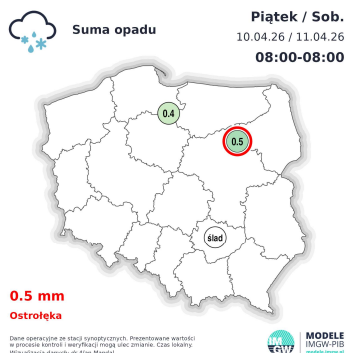 Suma opadu
Piątek / Sob.
10.04.26 / 11.04.26
08:00-08:00
0.4
0.5
ślad
0.5 mm
Ostrołęka
Dane operacyjne ze stacji synoptycznych. Prezentowane wartości
w procesie kontroli i weryfikacji mogą ulec zmianie. Czas lokalny.
IM
GW
MODELE
IMGW-PIB